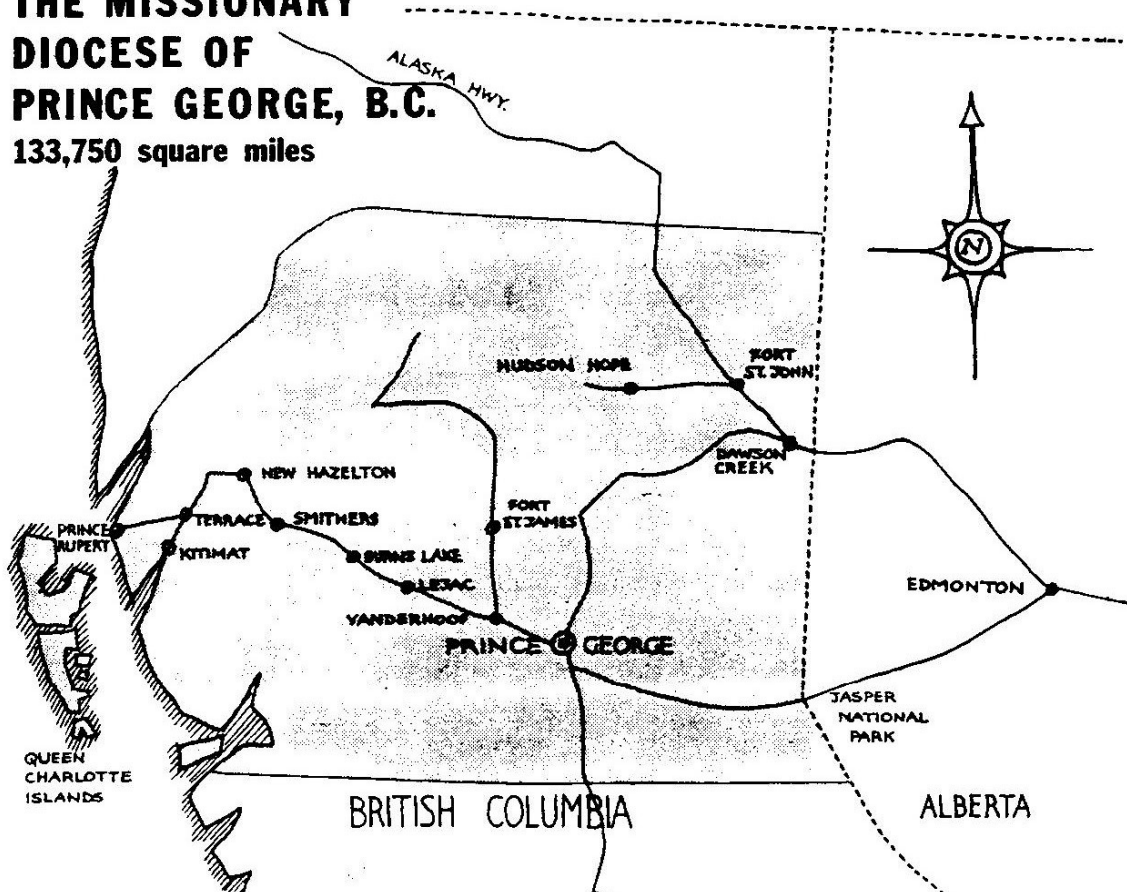 THE MISSIONARY
DIOCESE OF
PRINCE GEORGE, B.C.
133,750 square miles
ALASKA HWY.
N
HUDSON HOPE
FORT
ST. JOHN
DAWSON
CREEK
NEW HAZELTON
PRINCE
RUPERT
TERRACE
SMITHERS
FORT
ST. JAMES
KITIMAT
BURNS LAKE
LEJAC
VANDERHOOF
PRINCE GEORGE
EDMONTON
JASPER
NATIONAL
PARK
QUEEN
CHARLOTTE
ISLANDS
BRITISH COLUMBIA
ALBERTA